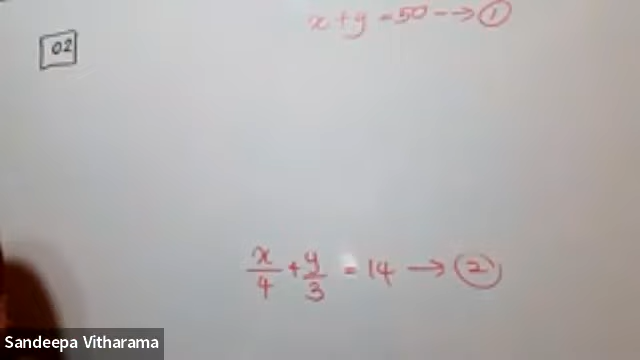 x + y = 50 --> ①
02
x/4 + y/3 = 14 → ②
Sandeepa Vitharama